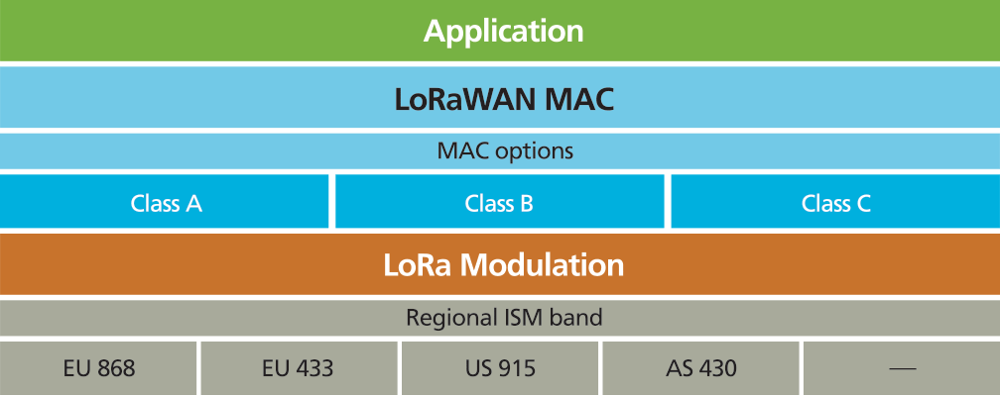 Application
LoRaWAN MAC
MAC options
Class A Class B Class C
LoRa Modulation
Regional ISM band
EU 868 EU 433 US 915 AS 430 —